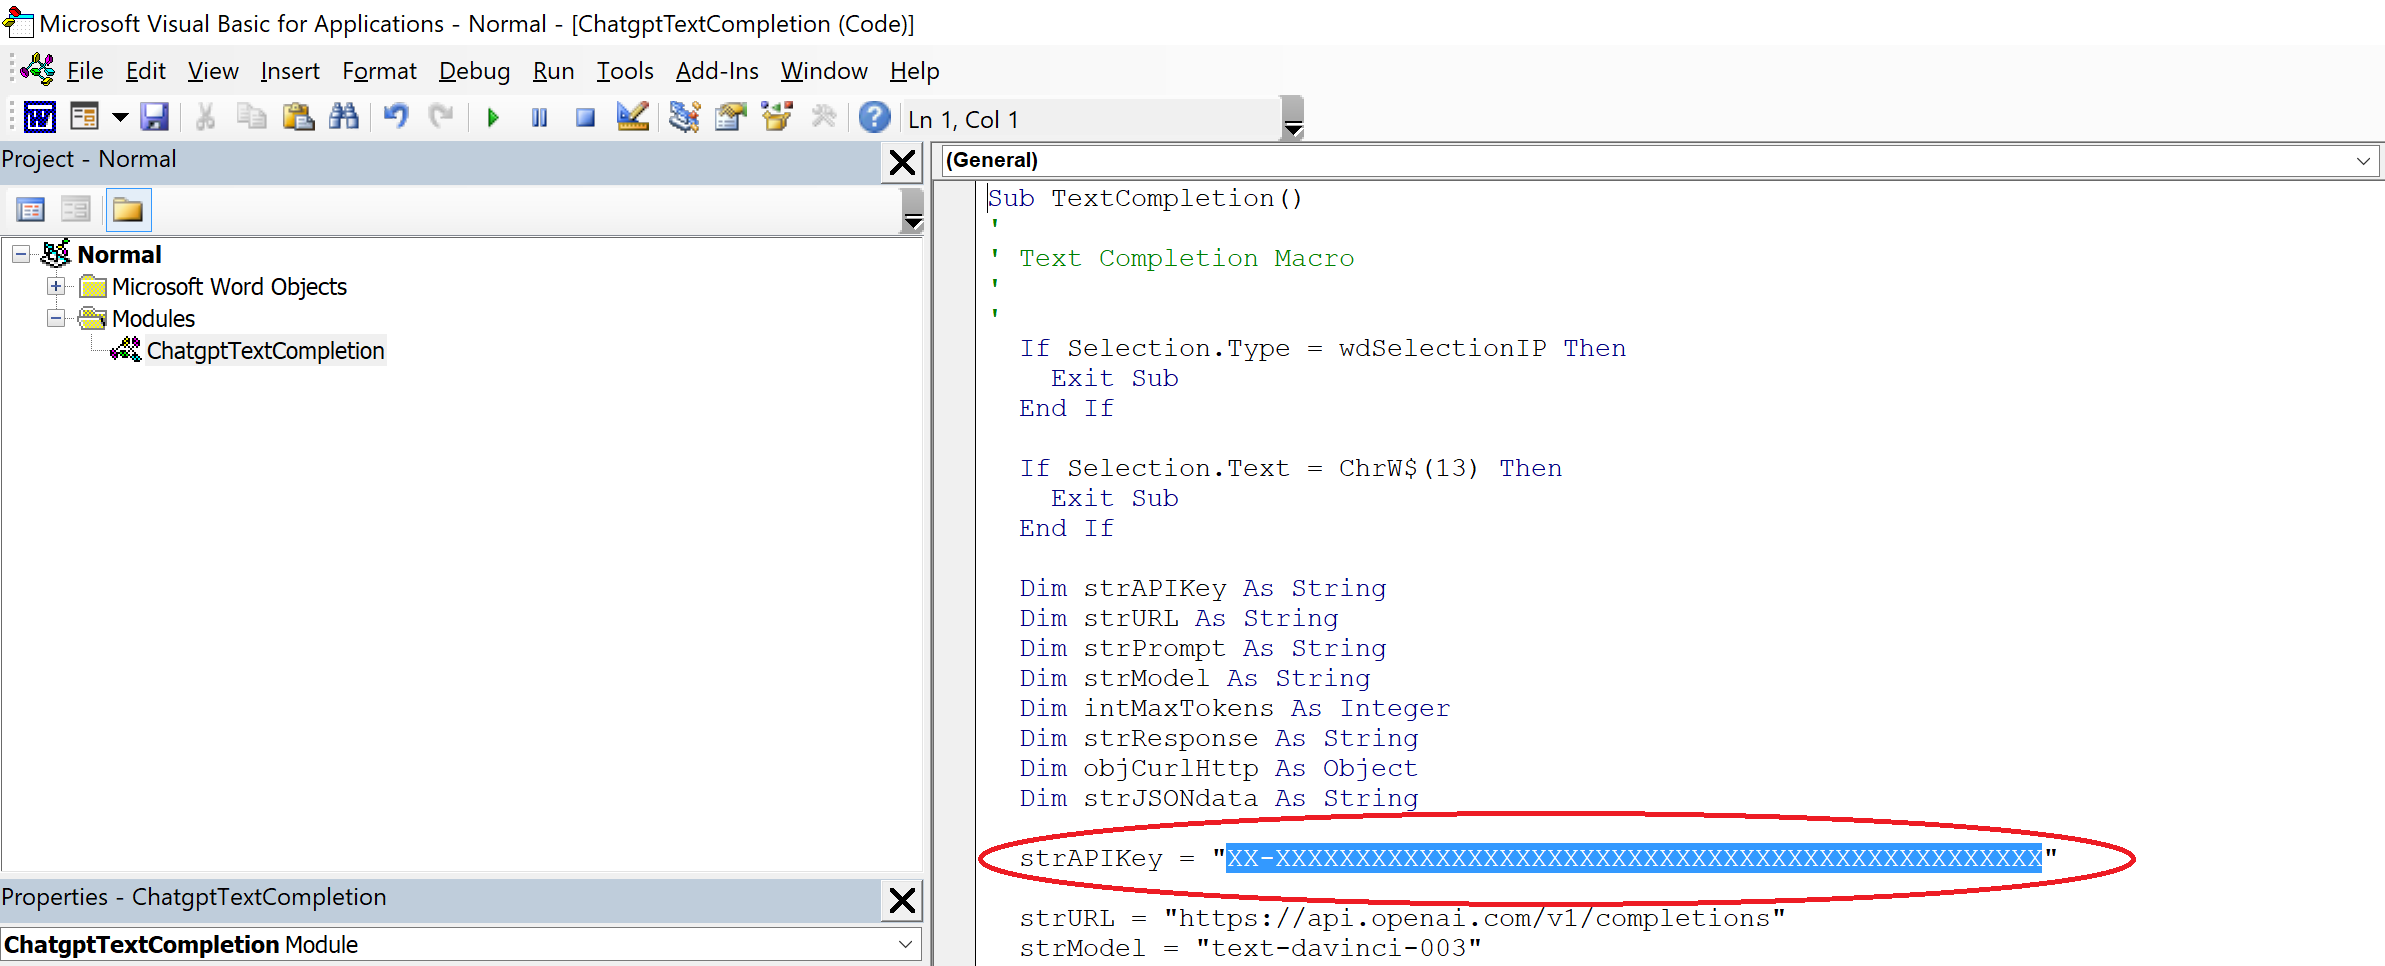 Microsoft Visual Basic for Applications - Normal - [ChatgptTextCompletion (Code)]
File Edit View Insert Format Debug Run Tools Add-Ins Window Help
W
?
Ln 1, Col 1
Project - Normal
Normal
Microsoft Word Objects
Modules
ChatgptTextCompletion
Properties - ChatgptTextCompletion
ChatgptTextCompletion Module
(General)
Sub TextCompletion()
'
' Text Completion Macro
'
'
If Selection.Type = wdSelectionIP Then
Exit Sub
End If
If Selection.Text = ChrW$(13) Then
Exit Sub
End If
Dim strAPIKey As String
Dim strURL As String
Dim strPrompt As String
Dim strModel As String
Dim intMaxTokens As Integer
Dim strResponse As String
Dim objCurlHttp As Object
Dim strJSONdata As String
strAPIKey = "XX-XXXXXXXXXXXXXXXXXXXXXXXXXXXXXXXXXXXXXXXXXXXXXXXX"
strURL = "https://api.openai.com/v1/completions"
strModel = "text-davinci-003"